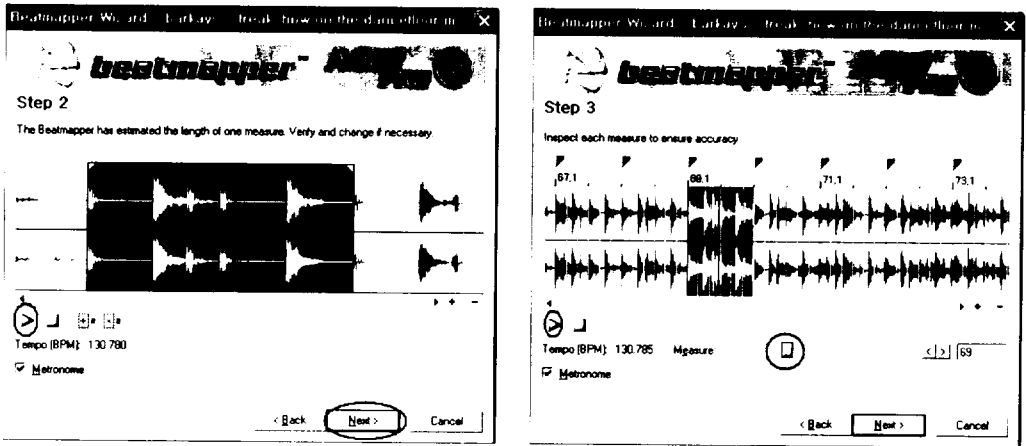 Beatmapper Wizard
beatmapper™
Step 2
The Beatmapper has estimated the length of one measure. Verify and change if necessary.
Tempo (BPM): 130.780
Metronome
< Back Next > Cancel
Beatmapper Wizard
beatmapper™
Step 3
Inspect each measure to ensure accuracy
67.1 69.1 71.1 73.1
Tempo (BPM): 130.785 Measure 69
Metronome
< Back Next > Cancel